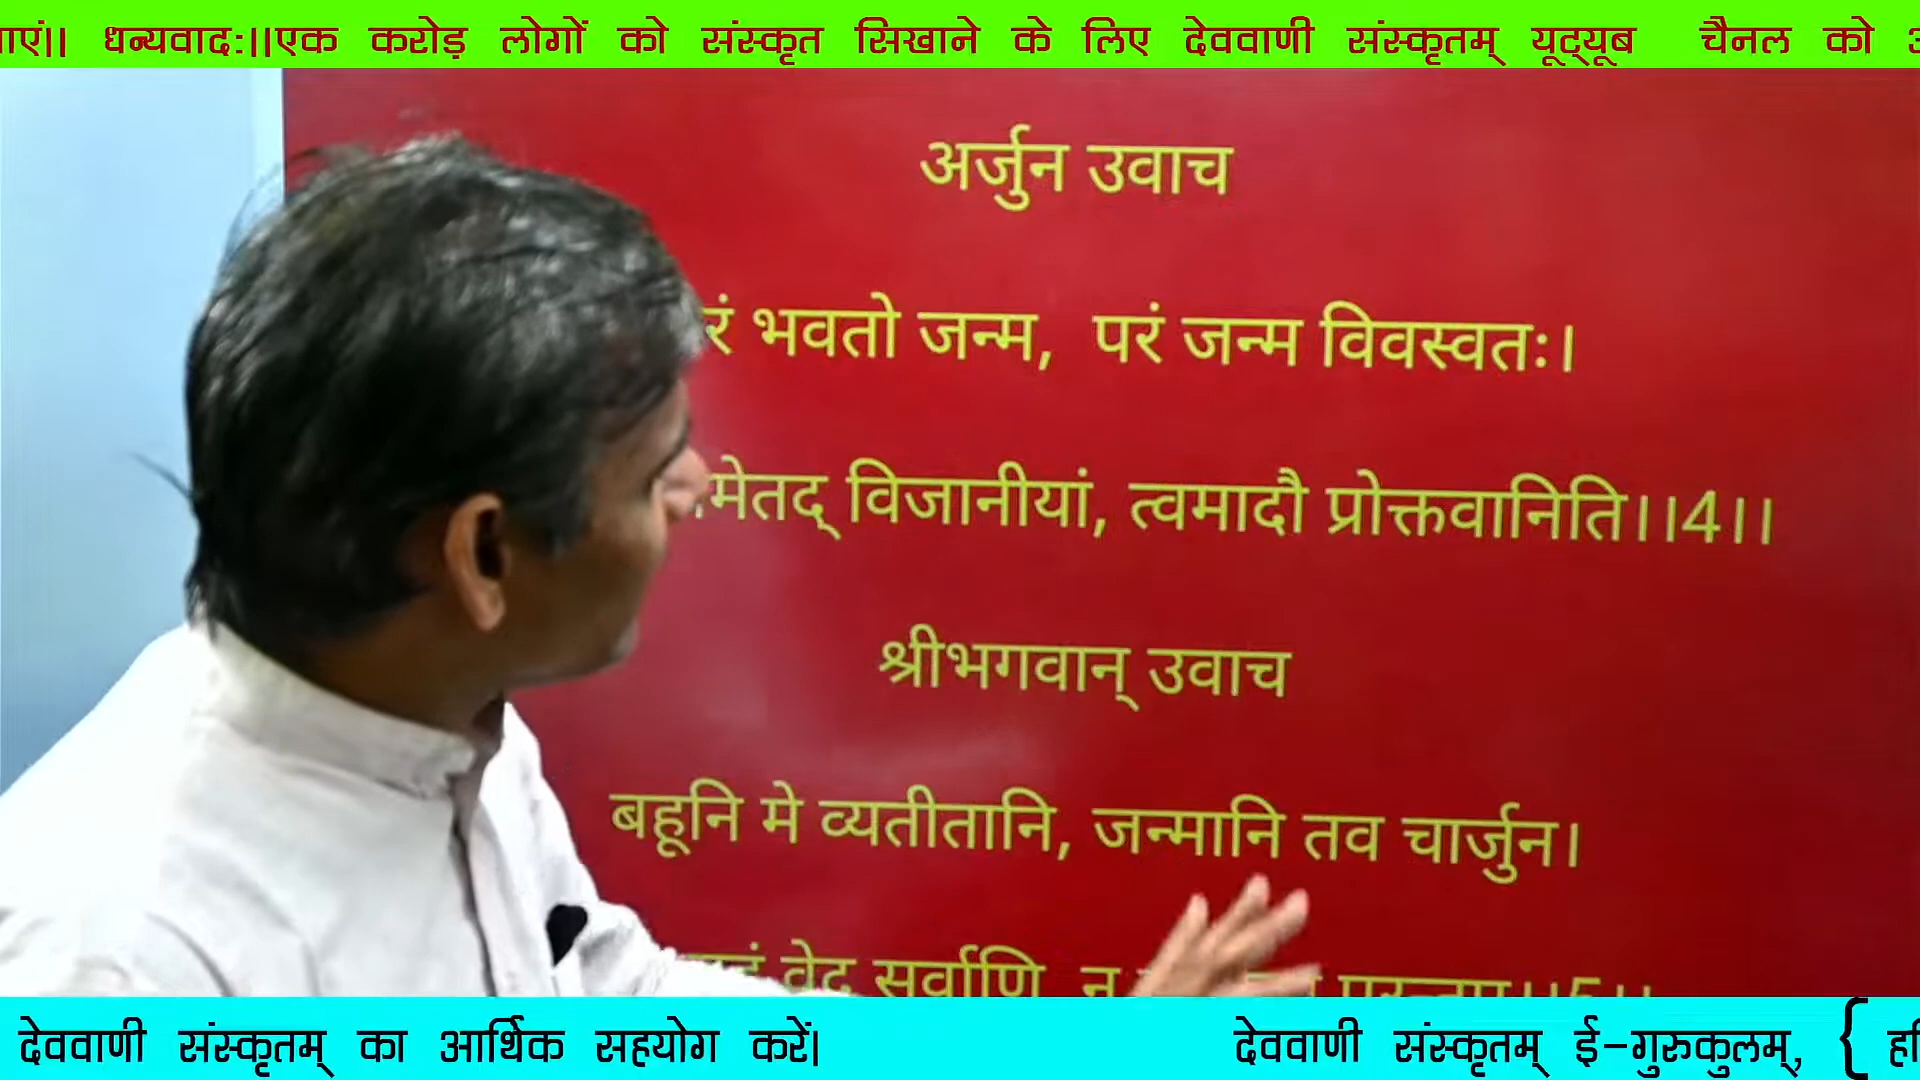 धन्यवादः।।एक करोड़ लोगों को संस्कृत सिखाने के लिए देववाणी संस्कृतम् यूट्यूब चैनल को
अर्जुन उवाच
भवतो जन्म, परं जन्म विवस्वतः।
विजानीयां, त्वमादौ प्रोक्तवानिति।।4।।
श्रीभगवान् उवाच
बहूनि मे व्यतीतानि, जन्मानि तव चार्जुन।
वेद सर्वाणि न
देववाणी संस्कृतम् का आर्थिक सहयोग करें। देववाणी संस्कृतम् ई-गुरुकुलम्, {